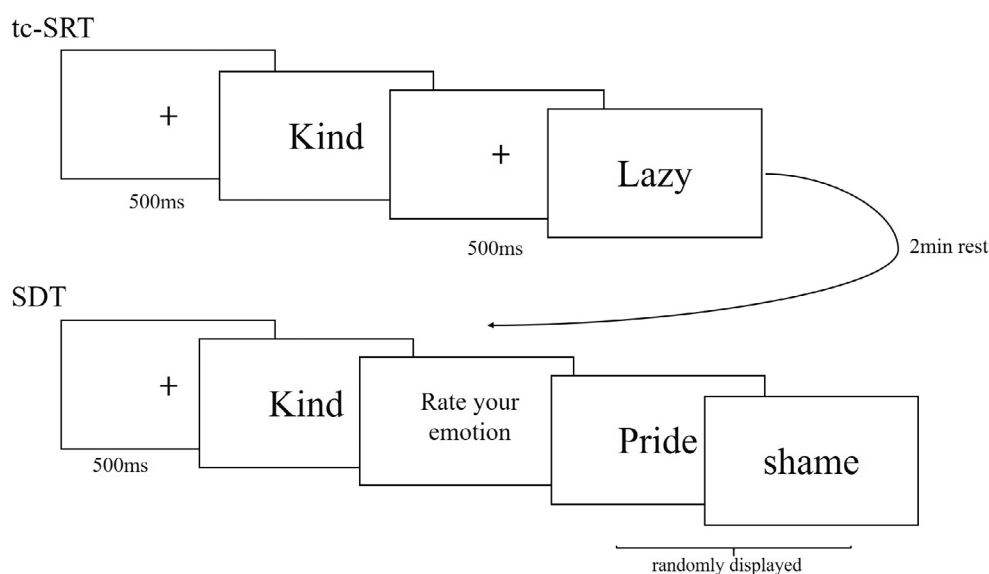 tc-SRT
+
Kind
+
Lazy
500ms
500ms
2min rest
SDT
+
Kind
Rate your
emotion
Pride
shame
500ms
randomly displayed